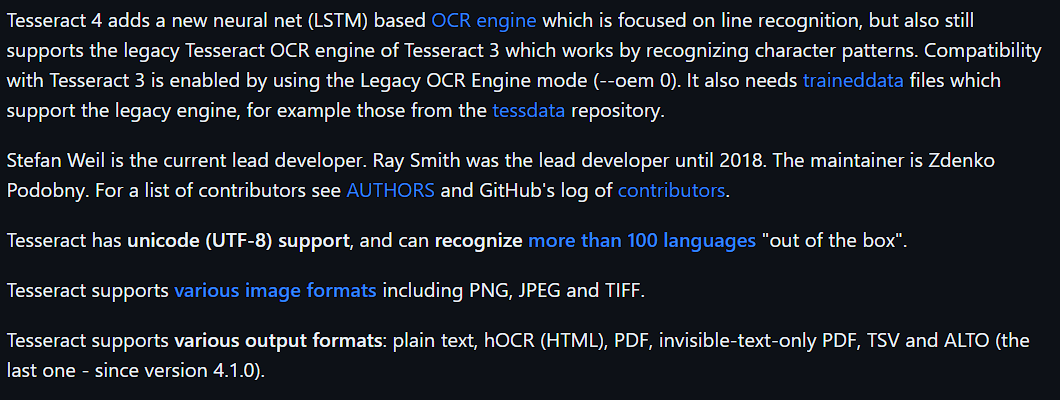 Tesseract 4 adds a new neural net (LSTM) based OCR engine which is focused on line recognition, but also still
supports the legacy Tesseract OCR engine of Tesseract 3 which works by recognizing character patterns. Compatibility
with Tesseract 3 is enabled by using the Legacy OCR Engine mode (--oem 0). It also needs traineddata files which
support the legacy engine, for example those from the tessdata repository.
Stefan Weil is the current lead developer. Ray Smith was the lead developer until 2018. The maintainer is Zdenko
Podobny. For a list of contributors see AUTHORS and GitHub's log of contributors.
Tesseract has unicode (UTF-8) support, and can recognize more than 100 languages "out of the box".
Tesseract supports various image formats including PNG, JPEG and TIFF.
Tesseract supports various output formats: plain text, hOCR (HTML), PDF, invisible-text-only PDF, TSV and ALTO (the
last one - since version 4.1.0).